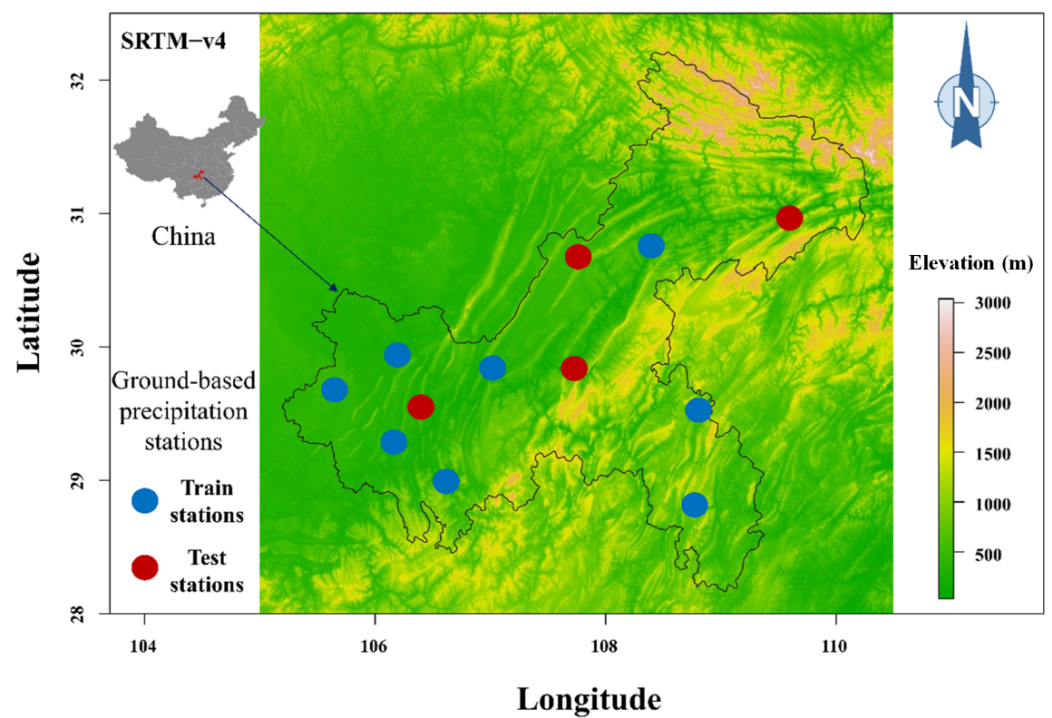 SRTM−v4
China
Ground-based
precipitation
stations
Train
stations
Test
stations
N
Elevation (m)
3000
2500
2000
1500
1000
500
Latitude
32
31
30
29
28
104
106
108
110
Longitude